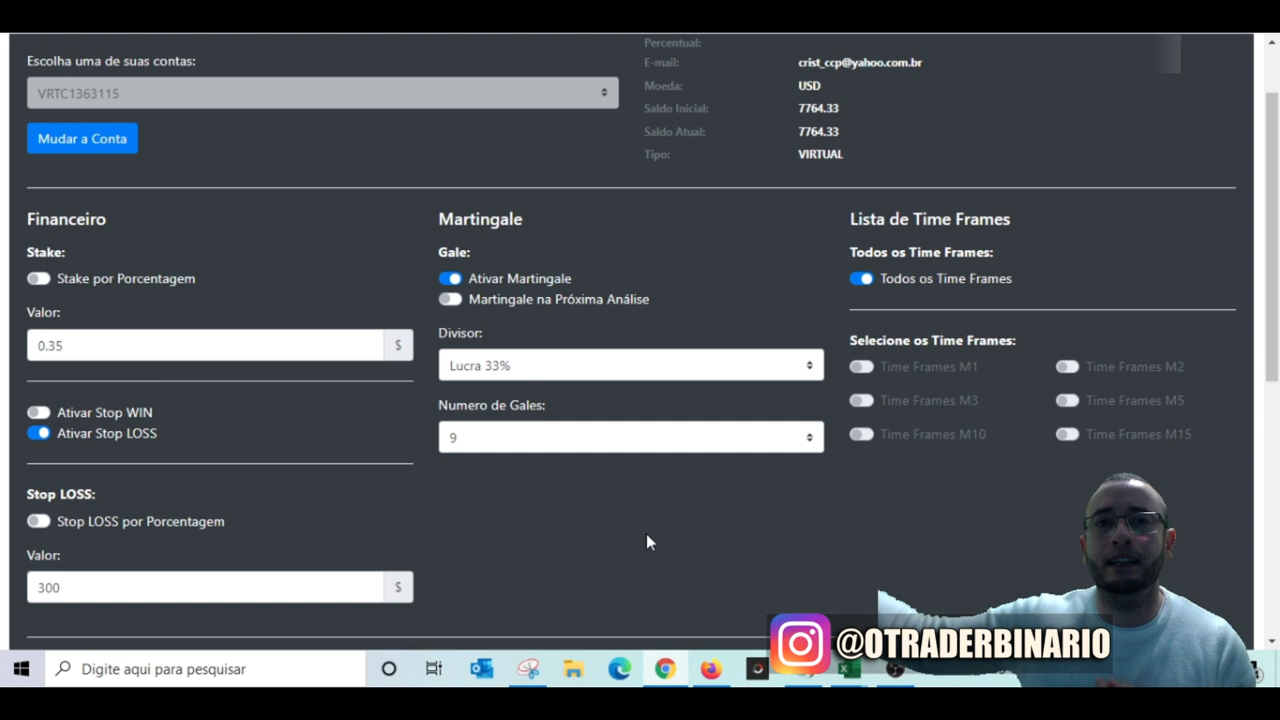 Percentual:
Escolha uma de suas contas:
E-mail: crist_ccp@yahoo.com.br
VRTC1363115
Moeda: USD
Saldo Inicial: 7764.33
Mudar a Conta
Saldo Atual: 7764.33
Tipo: VIRTUAL
Financeiro
Stake:
Stake por Porcentagem
Valor:
0.35 $
Ativar Stop WIN
Ativar Stop LOSS
Stop LOSS:
Stop LOSS por Porcentagem
Valor:
300 $
Martingale
Gale:
Ativar Martingale
Martingale na Próxima Análise
Divisor:
Lucra 33%
Numero de Gales:
9
Lista de Time Frames
Todos os Time Frames:
Todos os Time Frames
Selecione os Time Frames:
Time Frames M1 Time Frames M2
Time Frames M3 Time Frames M5
Time Frames M10 Time Frames M15
@OTRADERBINARIO
Digite aqui para pesquisar